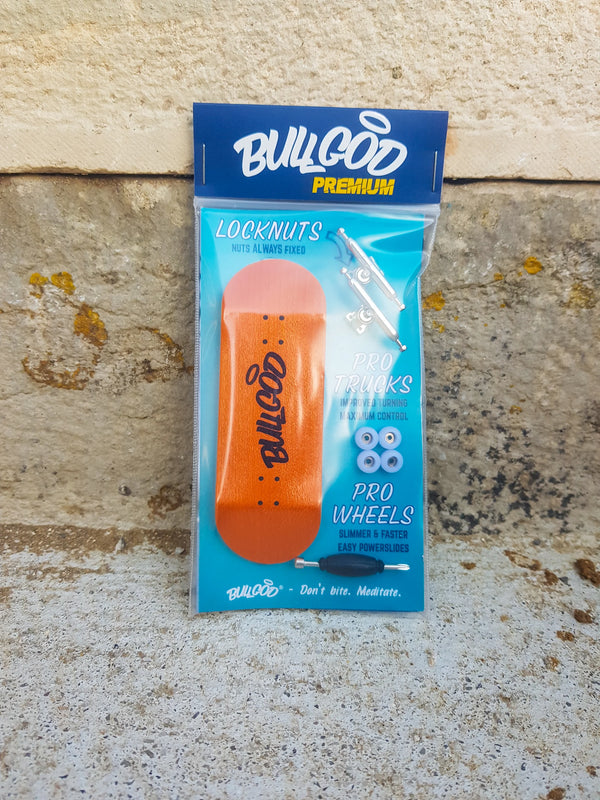 BULLGOD
PREMIUM
LOCKNUTS
NUTS ALWAYS FIXED
BULLGOD
PRO
TRUCKS
IMPROVED TURNING
MAXIMUM CONTROL
PRO
WHEELS
SLIMMER & FASTER
EASY POWERSLIDES
BULLGOD® - Don't bite. Meditate.